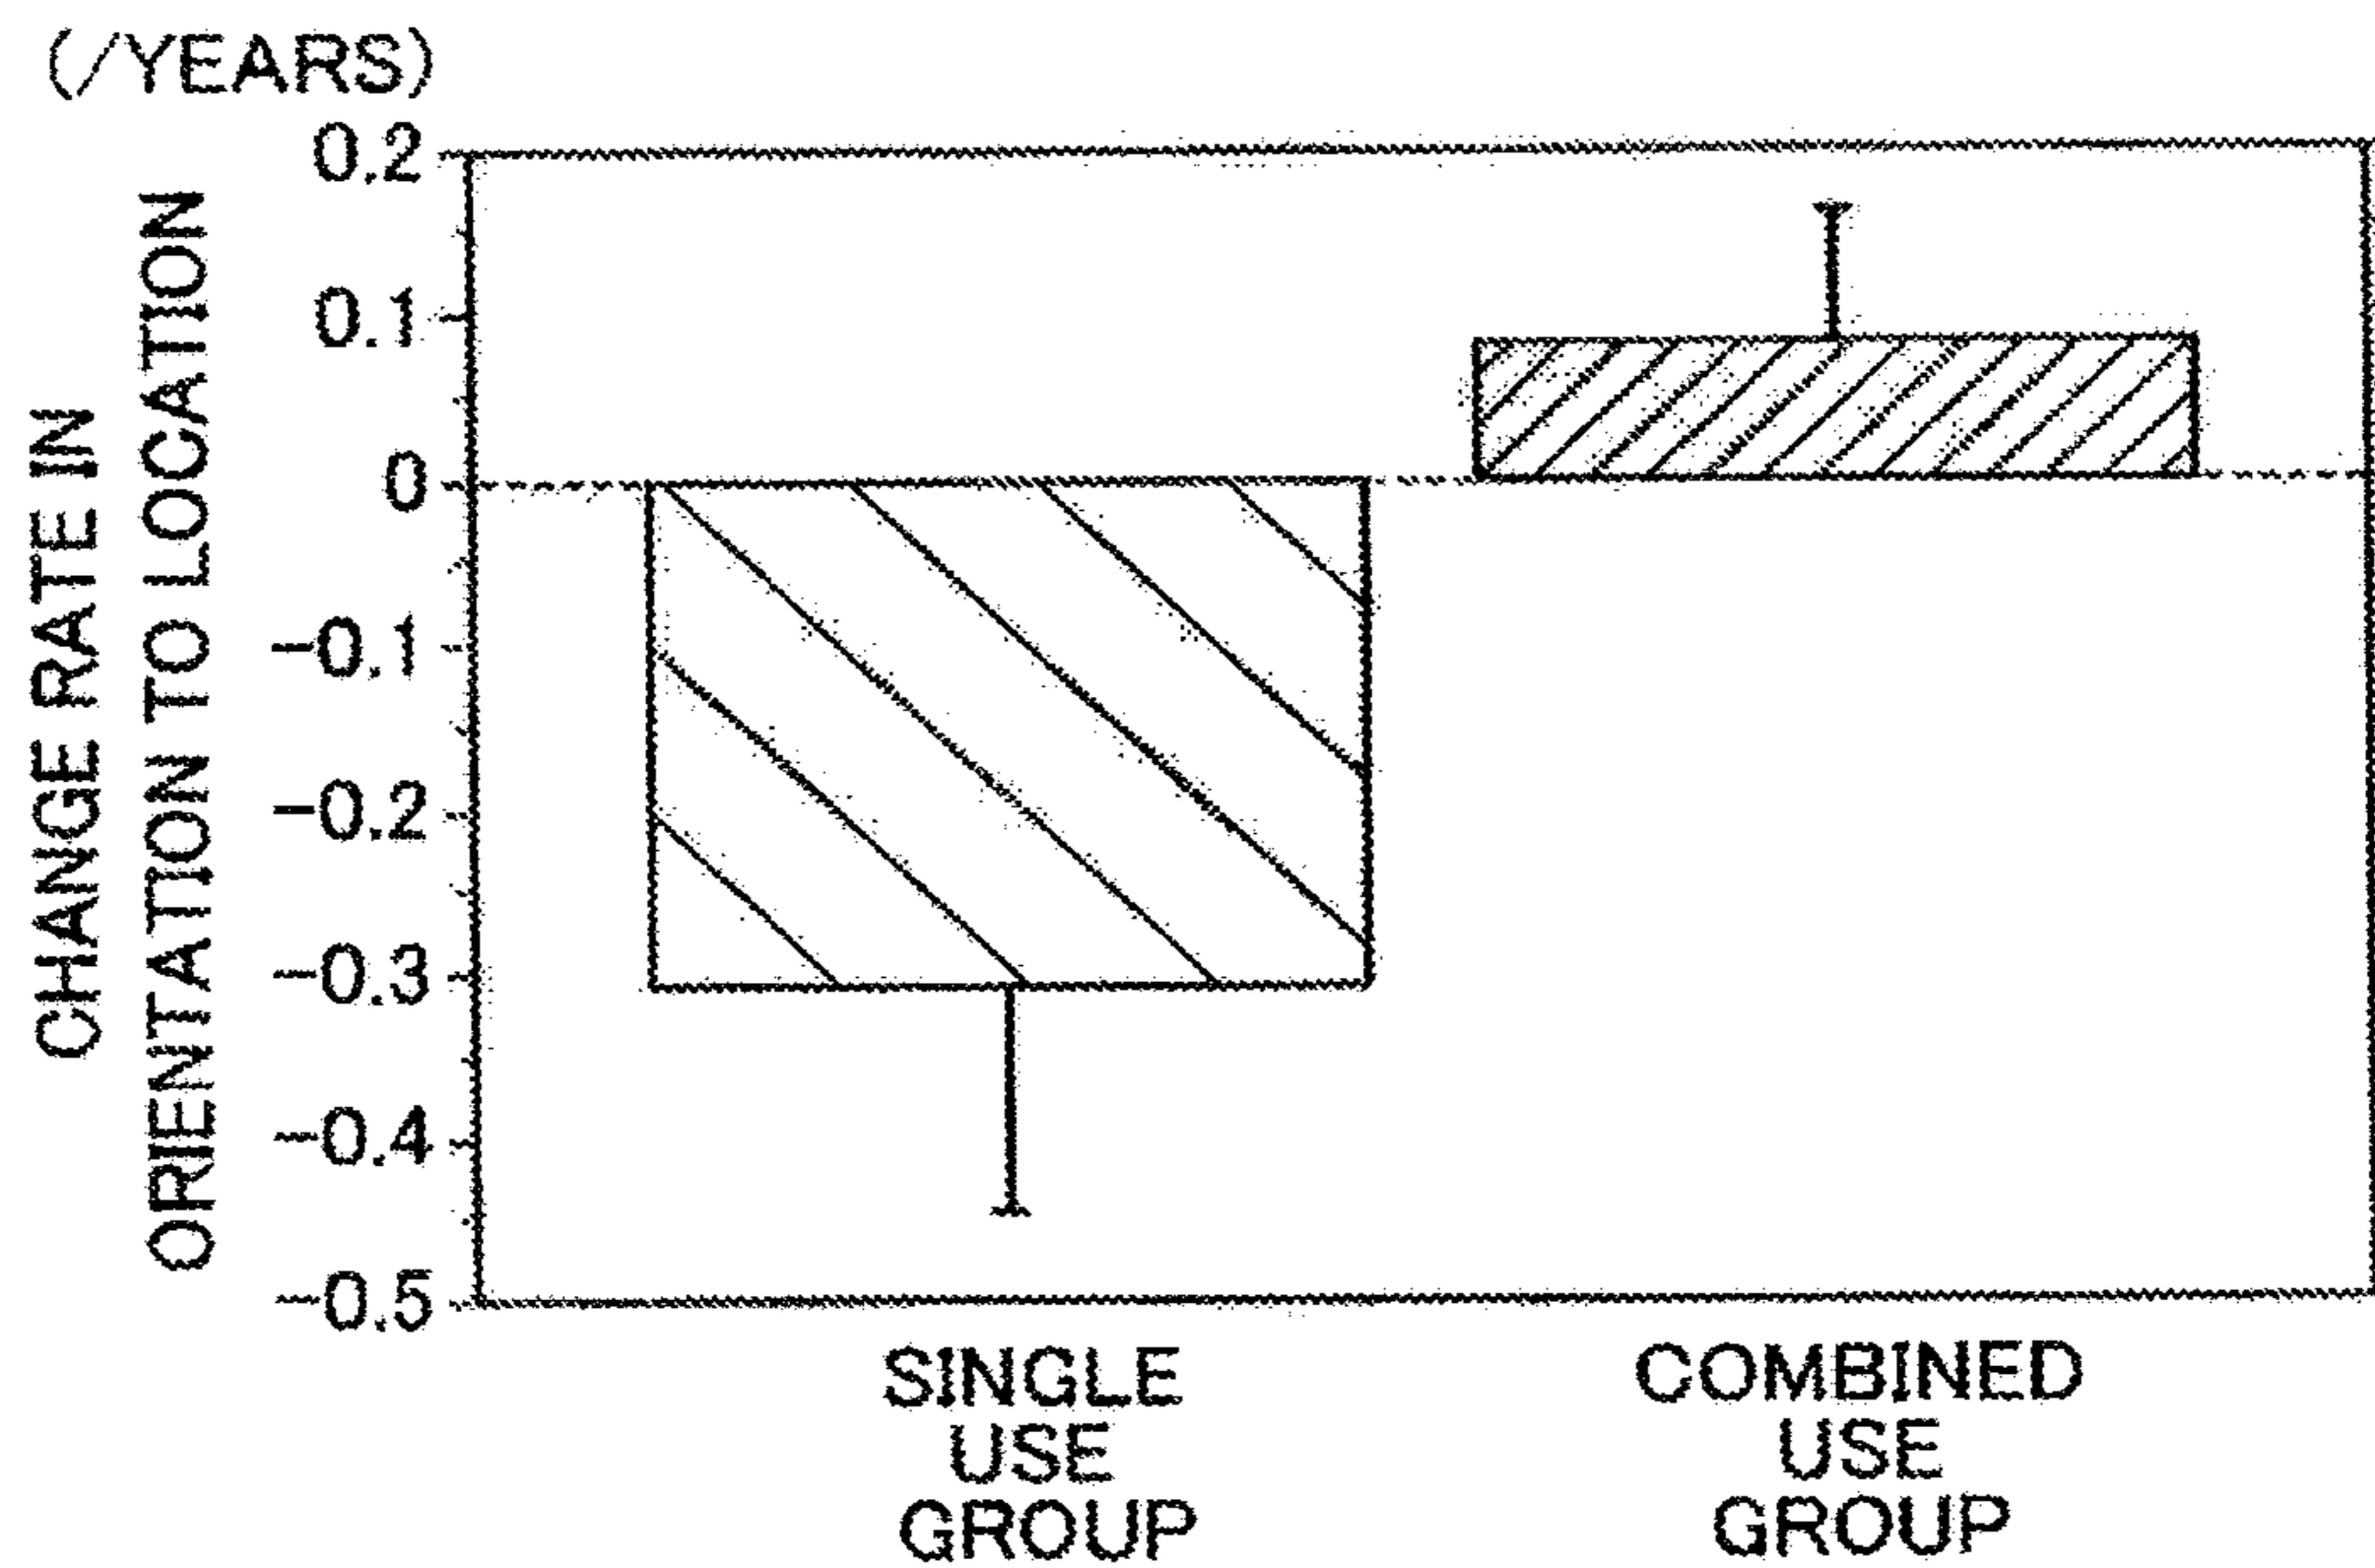 (/YEARS)
CHANGE RATE IN
ORIENTATION TO LOCATION
0.2
0.1
0
-0.1
-0.2
-0.3
-0.4
-0.5
SINGLE
USE
GROUP
COMBINED
USE
GROUP